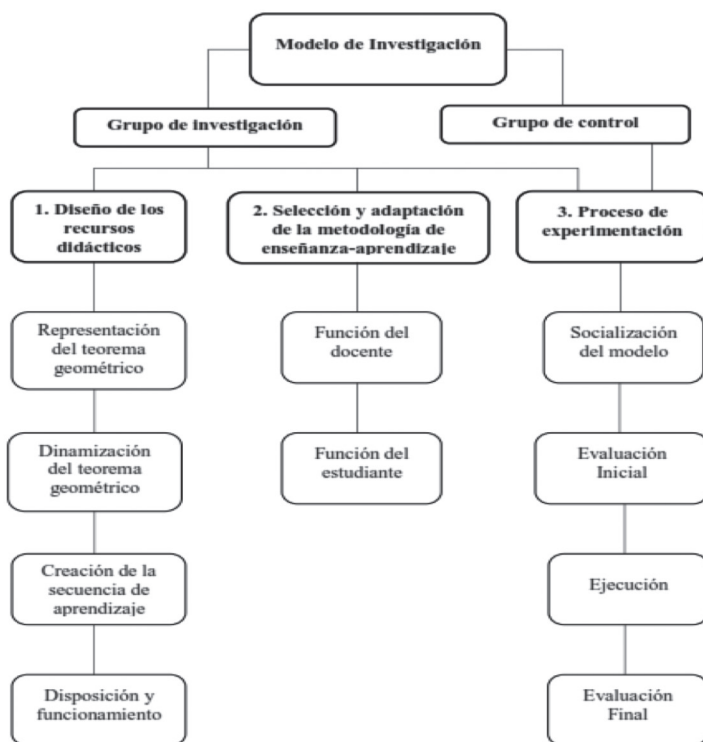 Modelo de Investigación
Grupo de investigación
Grupo de control
1. Diseño de los
recursos
didácticos
2. Selección y adaptación
de la metodología de
enseñanza-aprendizaje
3. Proceso de
experimentación
Representación
del teorema
geométrico
Función del
docente
Socialización
del modelo
Dinamización
del teorema
geométrico
Función del
estudiante
Evaluación
Inicial
Creación de la
secuencia de
aprendizaje
Ejecución
Disposición y
funcionamiento
Evaluación
Final